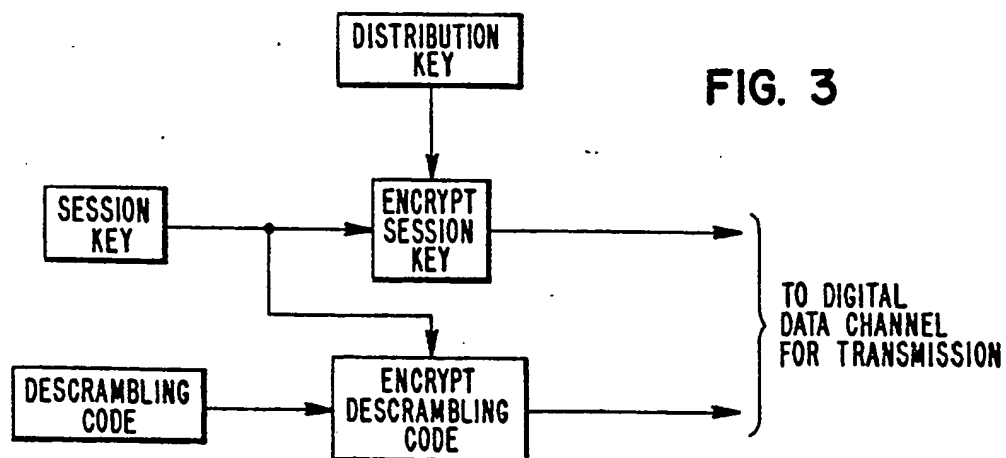 DISTRIBUTION
KEY
FIG. 3
SESSION
KEY
ENCRYPT
SESSION
KEY
TO DIGITAL
DATA CHANNEL
FOR TRANSMISSION
DESCRAMBLING
CODE
ENCRYPT
DESCRAMBLING
CODE